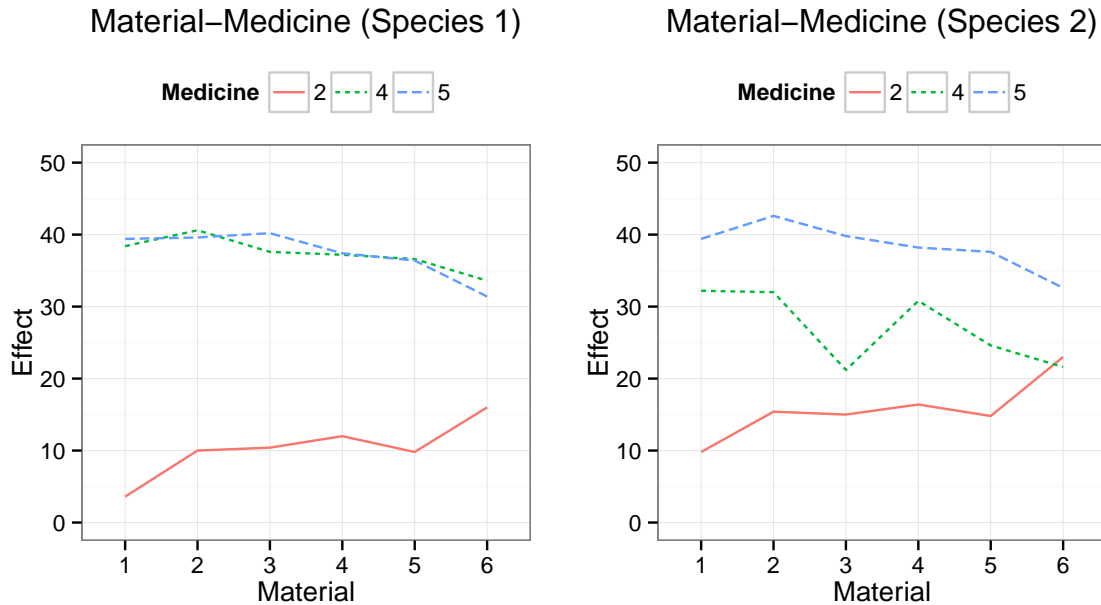 Material–Medicine (Species 1)
Medicine 2 4 5
50
40
30
20
10
0
Effect
1 2 3 4 5 6
Material
Material–Medicine (Species 2)
Medicine 2 4 5
50
40
30
20
10
0
Effect
1 2 3 4 5 6
Material